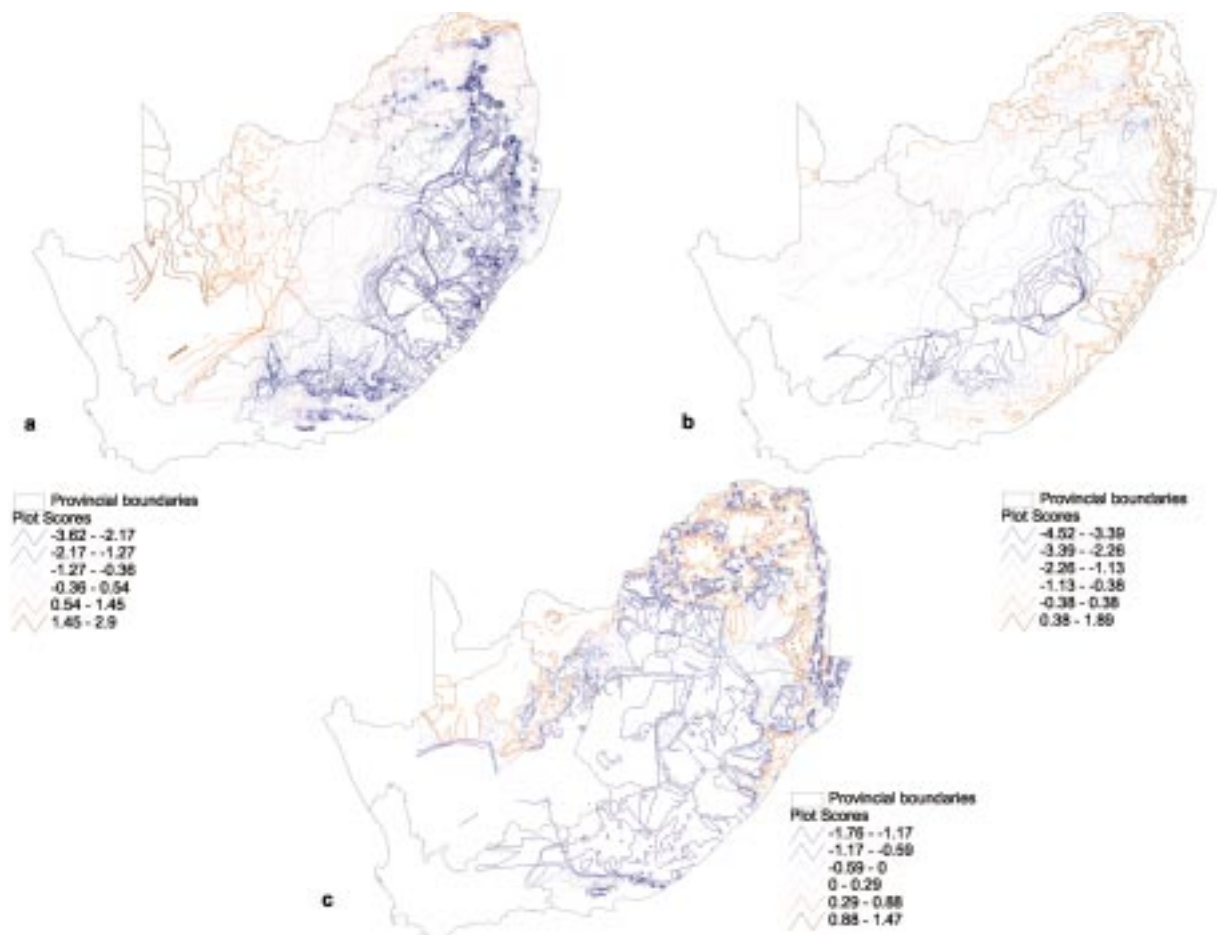 a
b
Provincial boundaries
Plot Scores
-3.62 - -2.17
-2.17 - -1.27
-1.27 - -0.36
-0.36 - 0.54
0.54 - 1.45
1.45 - 2.9
Provincial boundaries
Plot Scores
-4.52 - -3.39
-3.39 - -2.26
-2.26 - -1.13
-1.13 - -0.38
-0.38 - 0.38
0.38 - 1.89
c
Provincial boundaries
Plot Scores
-1.76 - -1.17
-1.17 - -0.59
-0.59 - 0
0 - 0.29
0.29 - 0.88
0.88 - 1.47